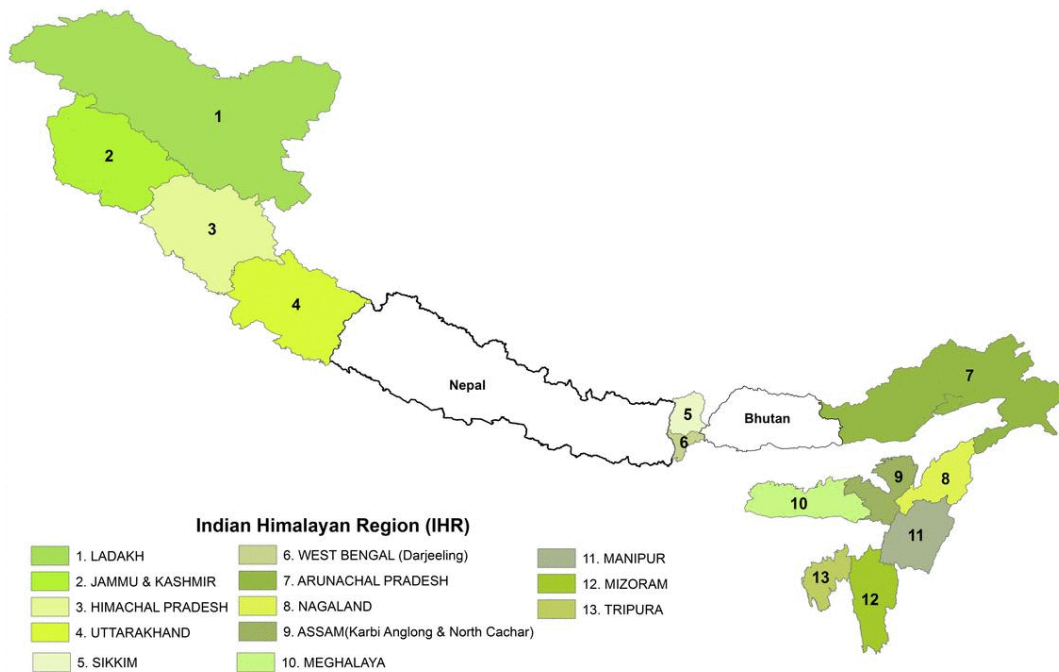 1
2
3
4
Nepal
5
6
Bhutan
7
8
9
10
11
12
13
Indian Himalayan Region (IHR)
1. LADAKH
2. JAMMU & KASHMIR
3. HIMACHAL PRADESH
4. UTTARAKHAND
5. SIKKIM
6. WEST BENGAL (Darjeeling)
7. ARUNACHAL PRADESH
8. NAGALAND
9. ASSAM(Karbi Anglong & North Cachar)
10. MEGHALAYA
11. MANIPUR
12. MIZORAM
13. TRIPURA